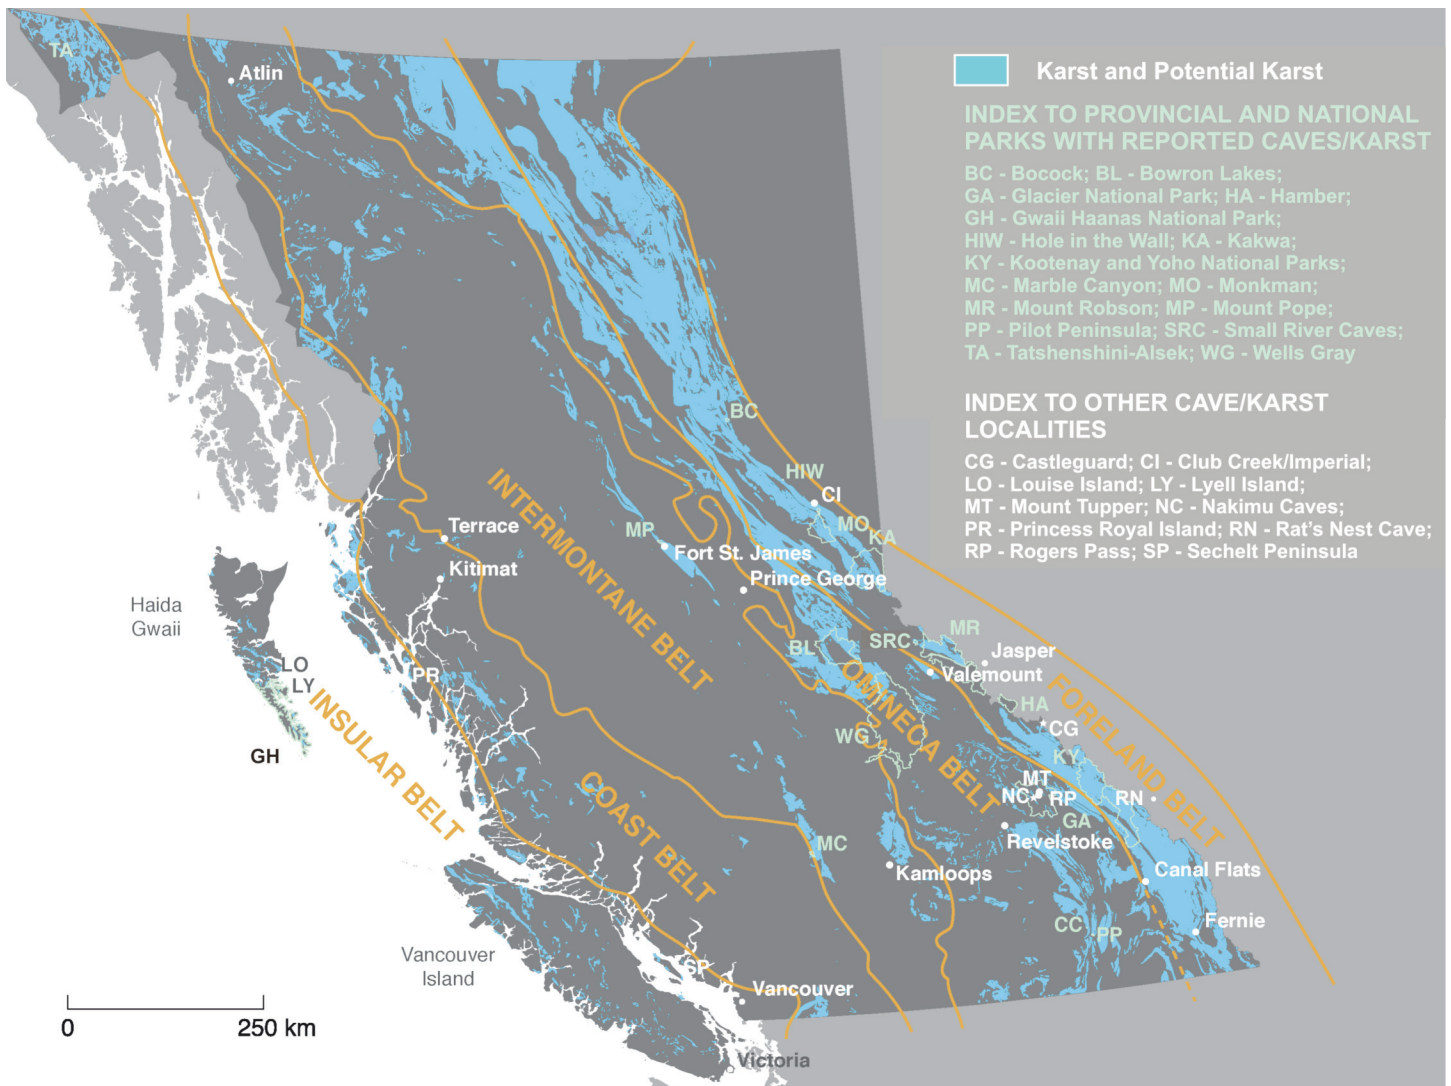 Karst and Potential Karst
INDEX TO PROVINCIAL AND NATIONAL
PARKS WITH REPORTED CAVES/KARST
BC - Bocock; BL - Bowron Lakes;
GA - Glacier National Park; HA - Hamber;
GH - Gwaii Haanas National Park;
HIW - Hole in the Wall; KA - Kakwa;
KY - Kootenay and Yoho National Parks;
MC - Marble Canyon; MO - Monkman;
MR - Mount Robson; MP - Mount Pope;
PP - Pilot Peninsula; SRC - Small River Caves;
TA - Tatshenshini-Alsek; WG - Wells Gray
INDEX TO OTHER CAVE/KARST
LOCALITIES
CG - Castleguard; CI - Club Creek/Imperial;
LO - Louise Island; LY - Lyell Island;
MT - Mount Tupper; NC - Nakimu Caves;
PR - Princess Royal Island; RN - Rat's Nest Cave;
RP - Rogers Pass; SP - Sechelt Peninsula
TA
Atlin
BC
HIW
CI
MO
KA
MP
Terrace
Kitimat
Fort St. James
Prince George
INTERMONTANE BELT
Haida
Gwaii
LO
LY
GH
PR
INSULAR BELT
COAST BELT
BL
SRC
MR
Jasper
Valemount
OMINECA BELT
HA
CG
FORELAND BELT
WG
KY
MT
NC
RP
RN
GA
Revelstoke
MC
Kamloops
Canal Flats
CC
PP
Fernie
Vancouver
Island
SP
Vancouver
Victoria
0
250 km